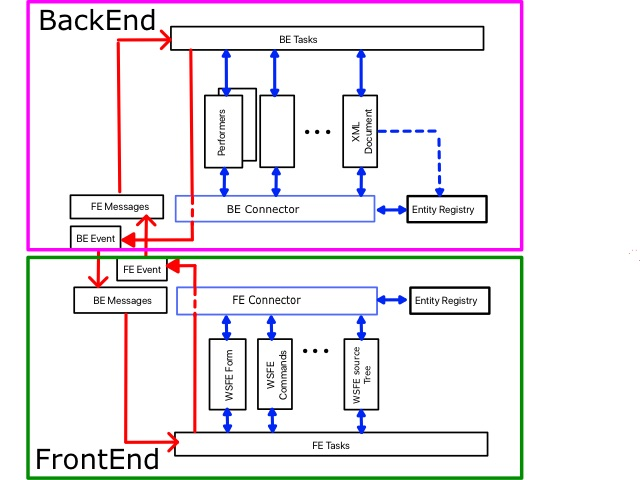 BackEnd
BE Tasks
Performers
XML
Document
FE Messages
BE Connector
Entity Registry
BE Event
FE Event
BE Messages
FE Connector
Entity Registry
WSFE Form
WSFE
Commands
WSFE source
Tree
FE Tasks
FrontEnd